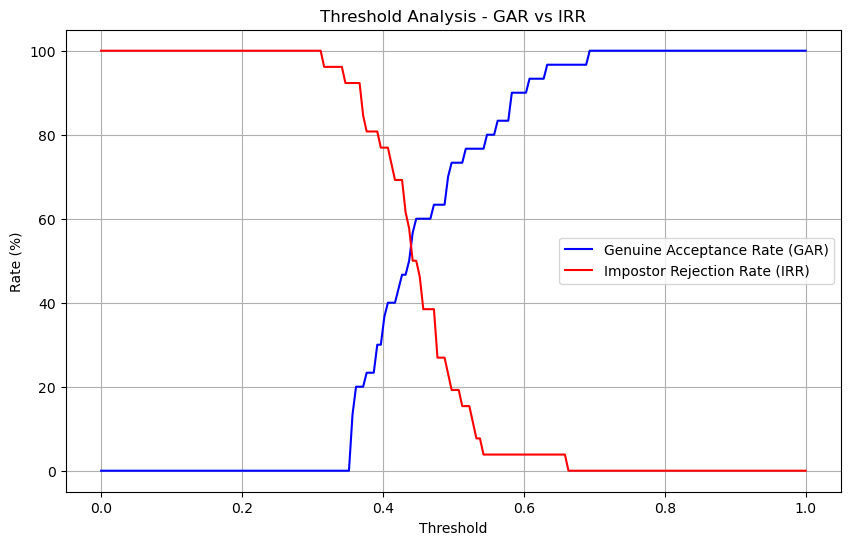 Threshold Analysis - GAR vs IRR
Rate (%)
100
80
60
40
20
0
Genuine Acceptance Rate (GAR)
Impostor Rejection Rate (IRR)
0.0 0.2 0.4 0.6 0.8 1.0
Threshold